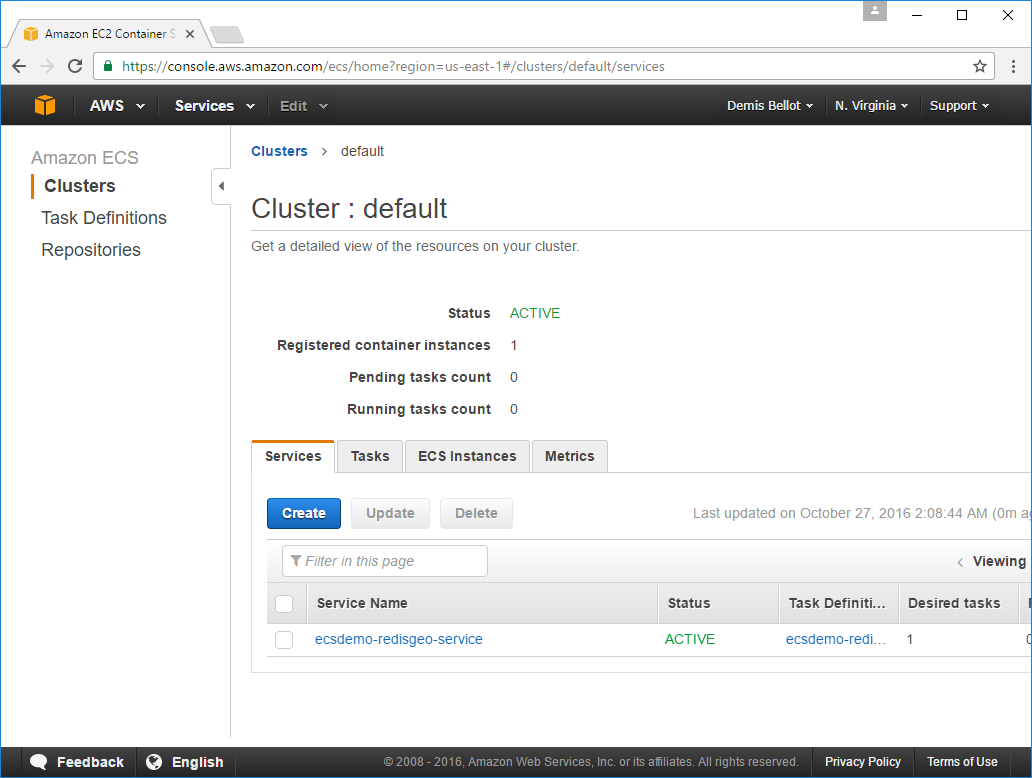 Amazon EC2 Container S
https://console.aws.amazon.com/ecs/home?region=us-east-1#/clusters/default/services
AWS Services Edit Demis Bellot N. Virginia Support
Amazon ECS
Clusters
Task Definitions
Repositories
Clusters > default
Cluster : default
Get a detailed view of the resources on your cluster.
Status ACTIVE
Registered container instances 1
Pending tasks count 0
Running tasks count 0
Services Tasks ECS Instances Metrics
Create Update Delete Last updated on October 27, 2016 2:08:44 AM (0m ag
Filter in this page < Viewing
Service Name Status Task Definiti... Desired tasks
ecsdemo-redisgeo-service ACTIVE ecsdemo-redi... 1 0
Feedback English © 2008 - 2016, Amazon Web Services, Inc. or its affiliates. All rights reserved. Privacy Policy Terms of Use